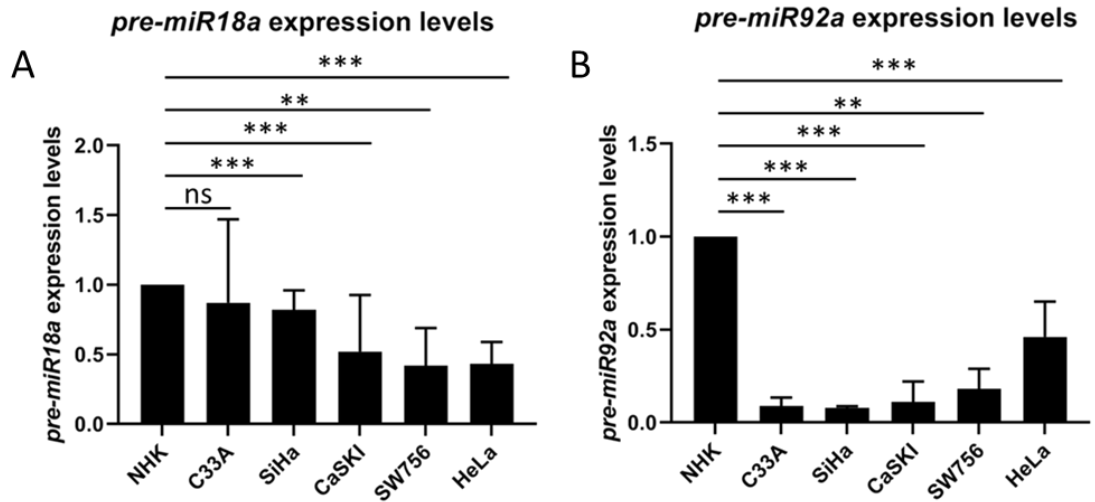 pre-miR18a expression levels
A
***
**
***
***
ns
pre-miR18a expression levels
2.0
1.5
1.0
0.5
0.0
NHK
C33A
SiHa
CaSKI
SW756
HeLa
pre-miR92a expression levels
B
***
**
***
***
***
pre-miR92a expression levels
1.5
1.0
0.5
0.0
NHK
C33A
SiHa
CaSKI
SW756
HeLa